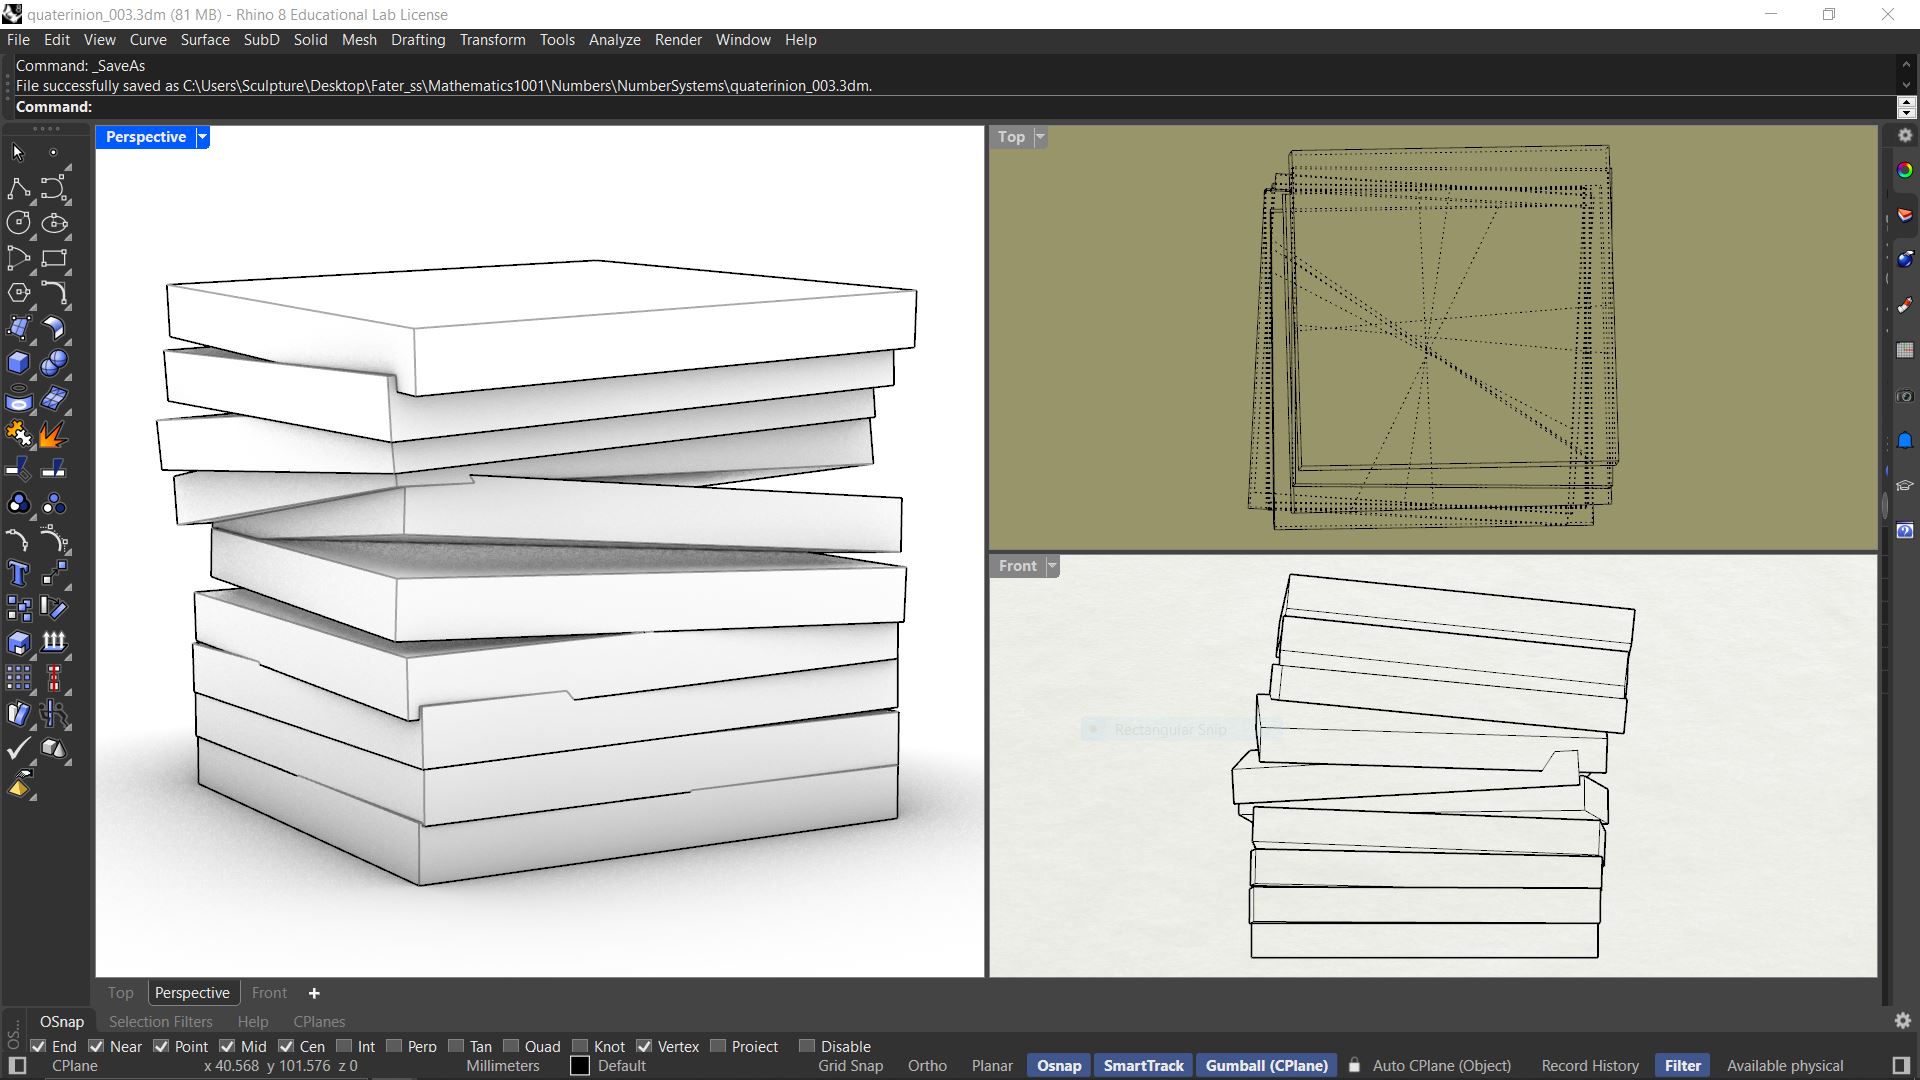 quaterinion_003.3dm (81 MB) - Rhino 8 Educational Lab License
File Edit View Curve Surface SubD Solid Mesh Drafting Transform Tools Analyze Render Window Help
Command: _SaveAs
File successfully saved as C:\Users\Sculpture\Desktop\Fater_ss\Mathematics1001\Numbers\NumberSystems\quaterinion_003.3dm.
Command:
Perspective
Top
Front
Rectangular Snip
Top Perspective Front +
OSnap Selection Filters Help CPlanes
OS...
End Near Point Mid Cen Int Perp Tan Quad Knot Vertex Project Disable
CPlane x 40.568 y 101.576 z 0 Millimeters Default Grid Snap Ortho Planar Osnap SmartTrack Gumball (CPlane) Auto CPlane (Object) Record History Filter Available physical